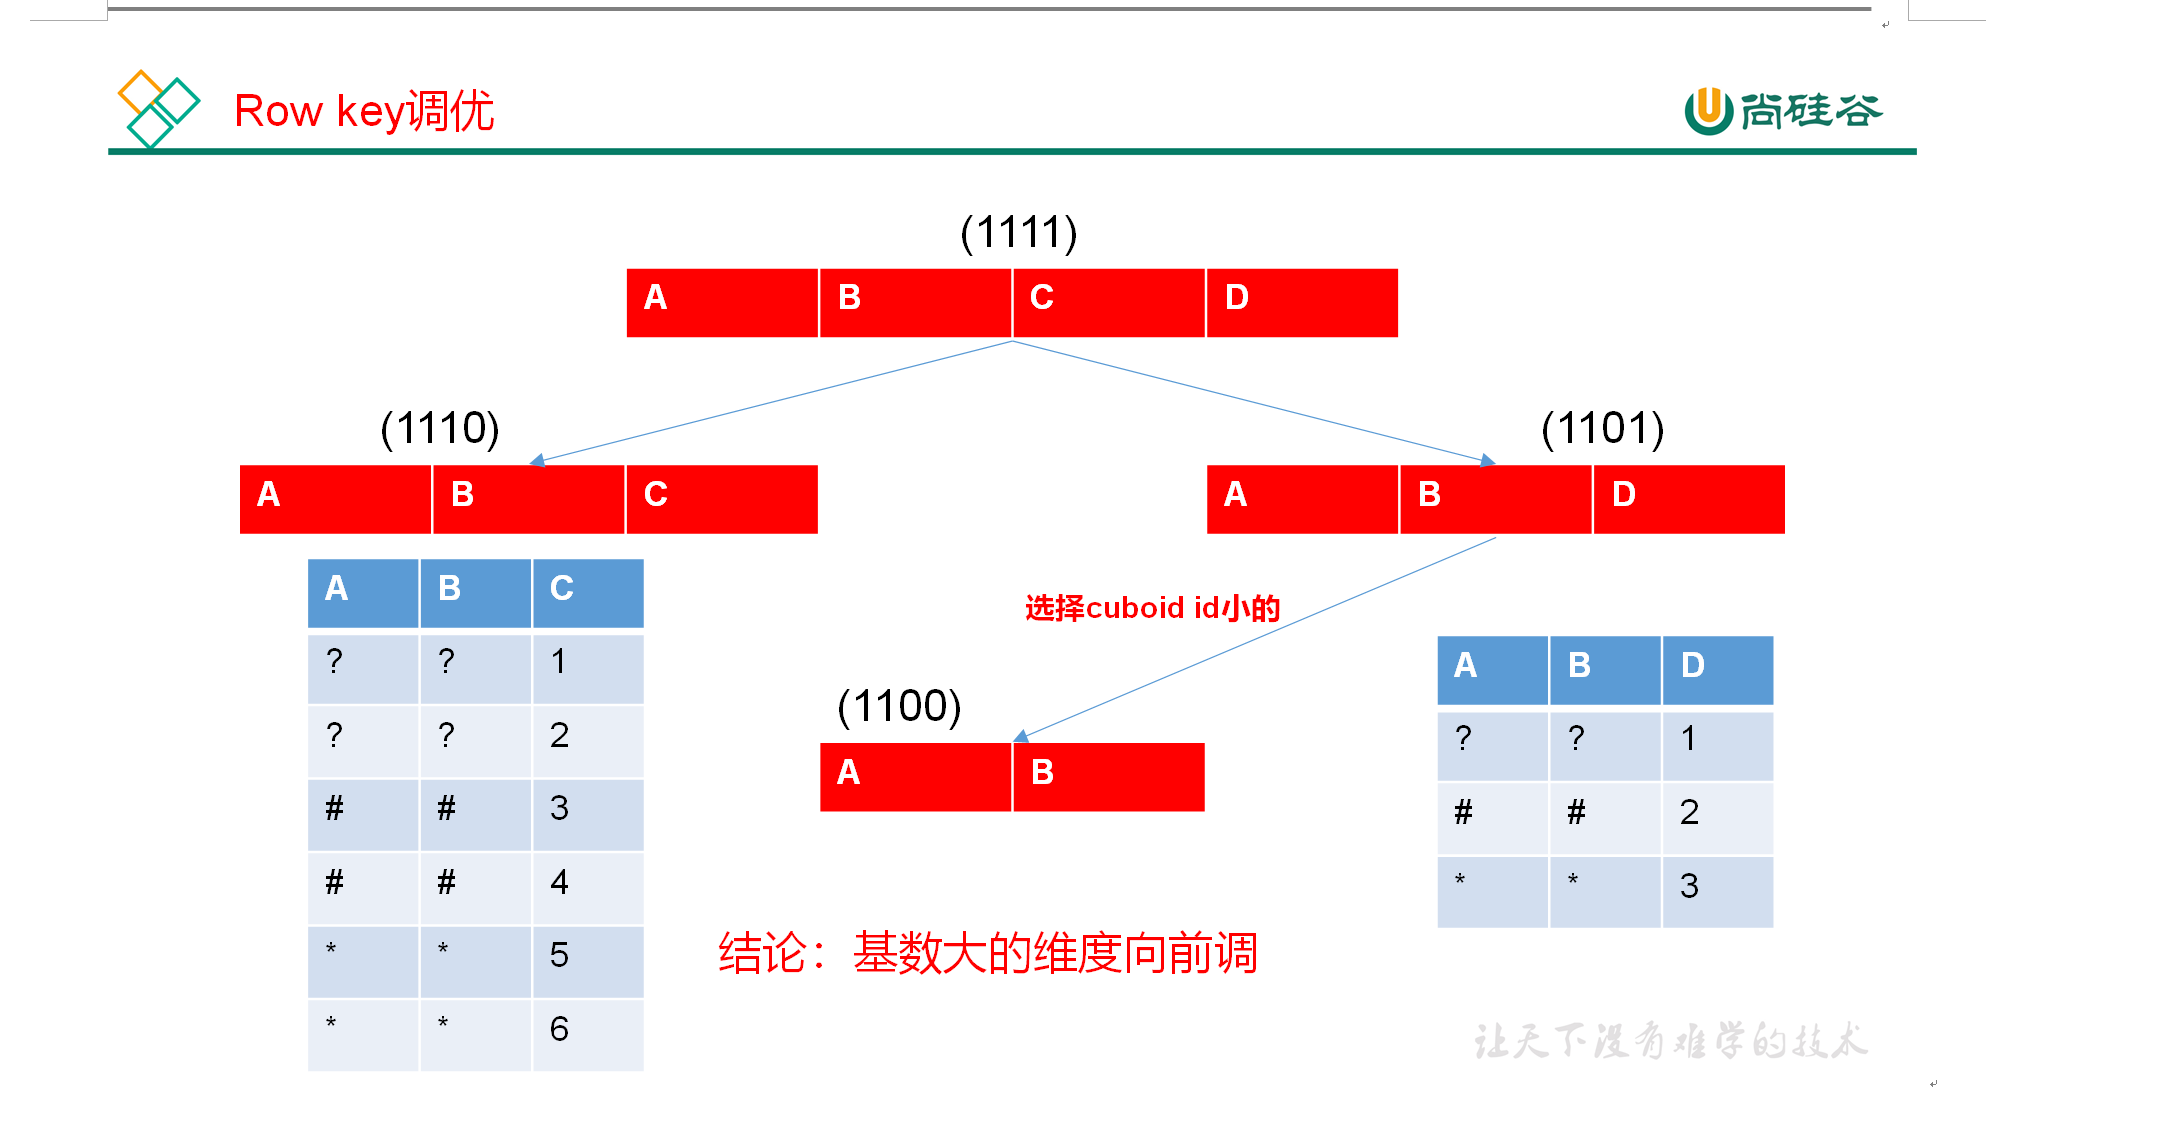 Row key调优
尚硅谷
(1111)
A B C D
(1110)
(1101)
A B C
A B D
A B C
? ? 1
? ? 2
# # 3
# # 4
* * 5
* * 6
选择cuboid id小的
(1100)
A B
A B D
? ? 1
# # 2
* * 3
结论：基数大的维度向前调
让天下没有难学的技术